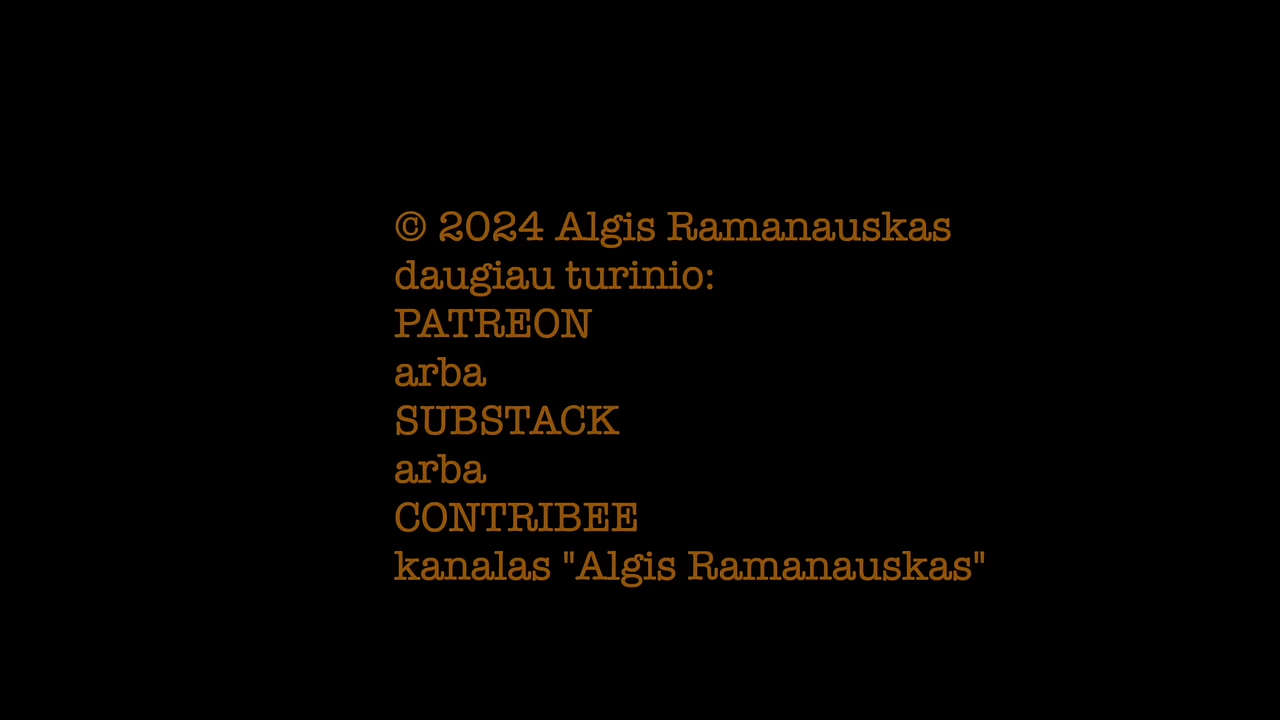 © 2024 Algis Ramanauskas
daugiau turinio:
PATREON
arba
SUBSTACK
arba
CONTRIBEE
kanalas "Algis Ramanauskas"